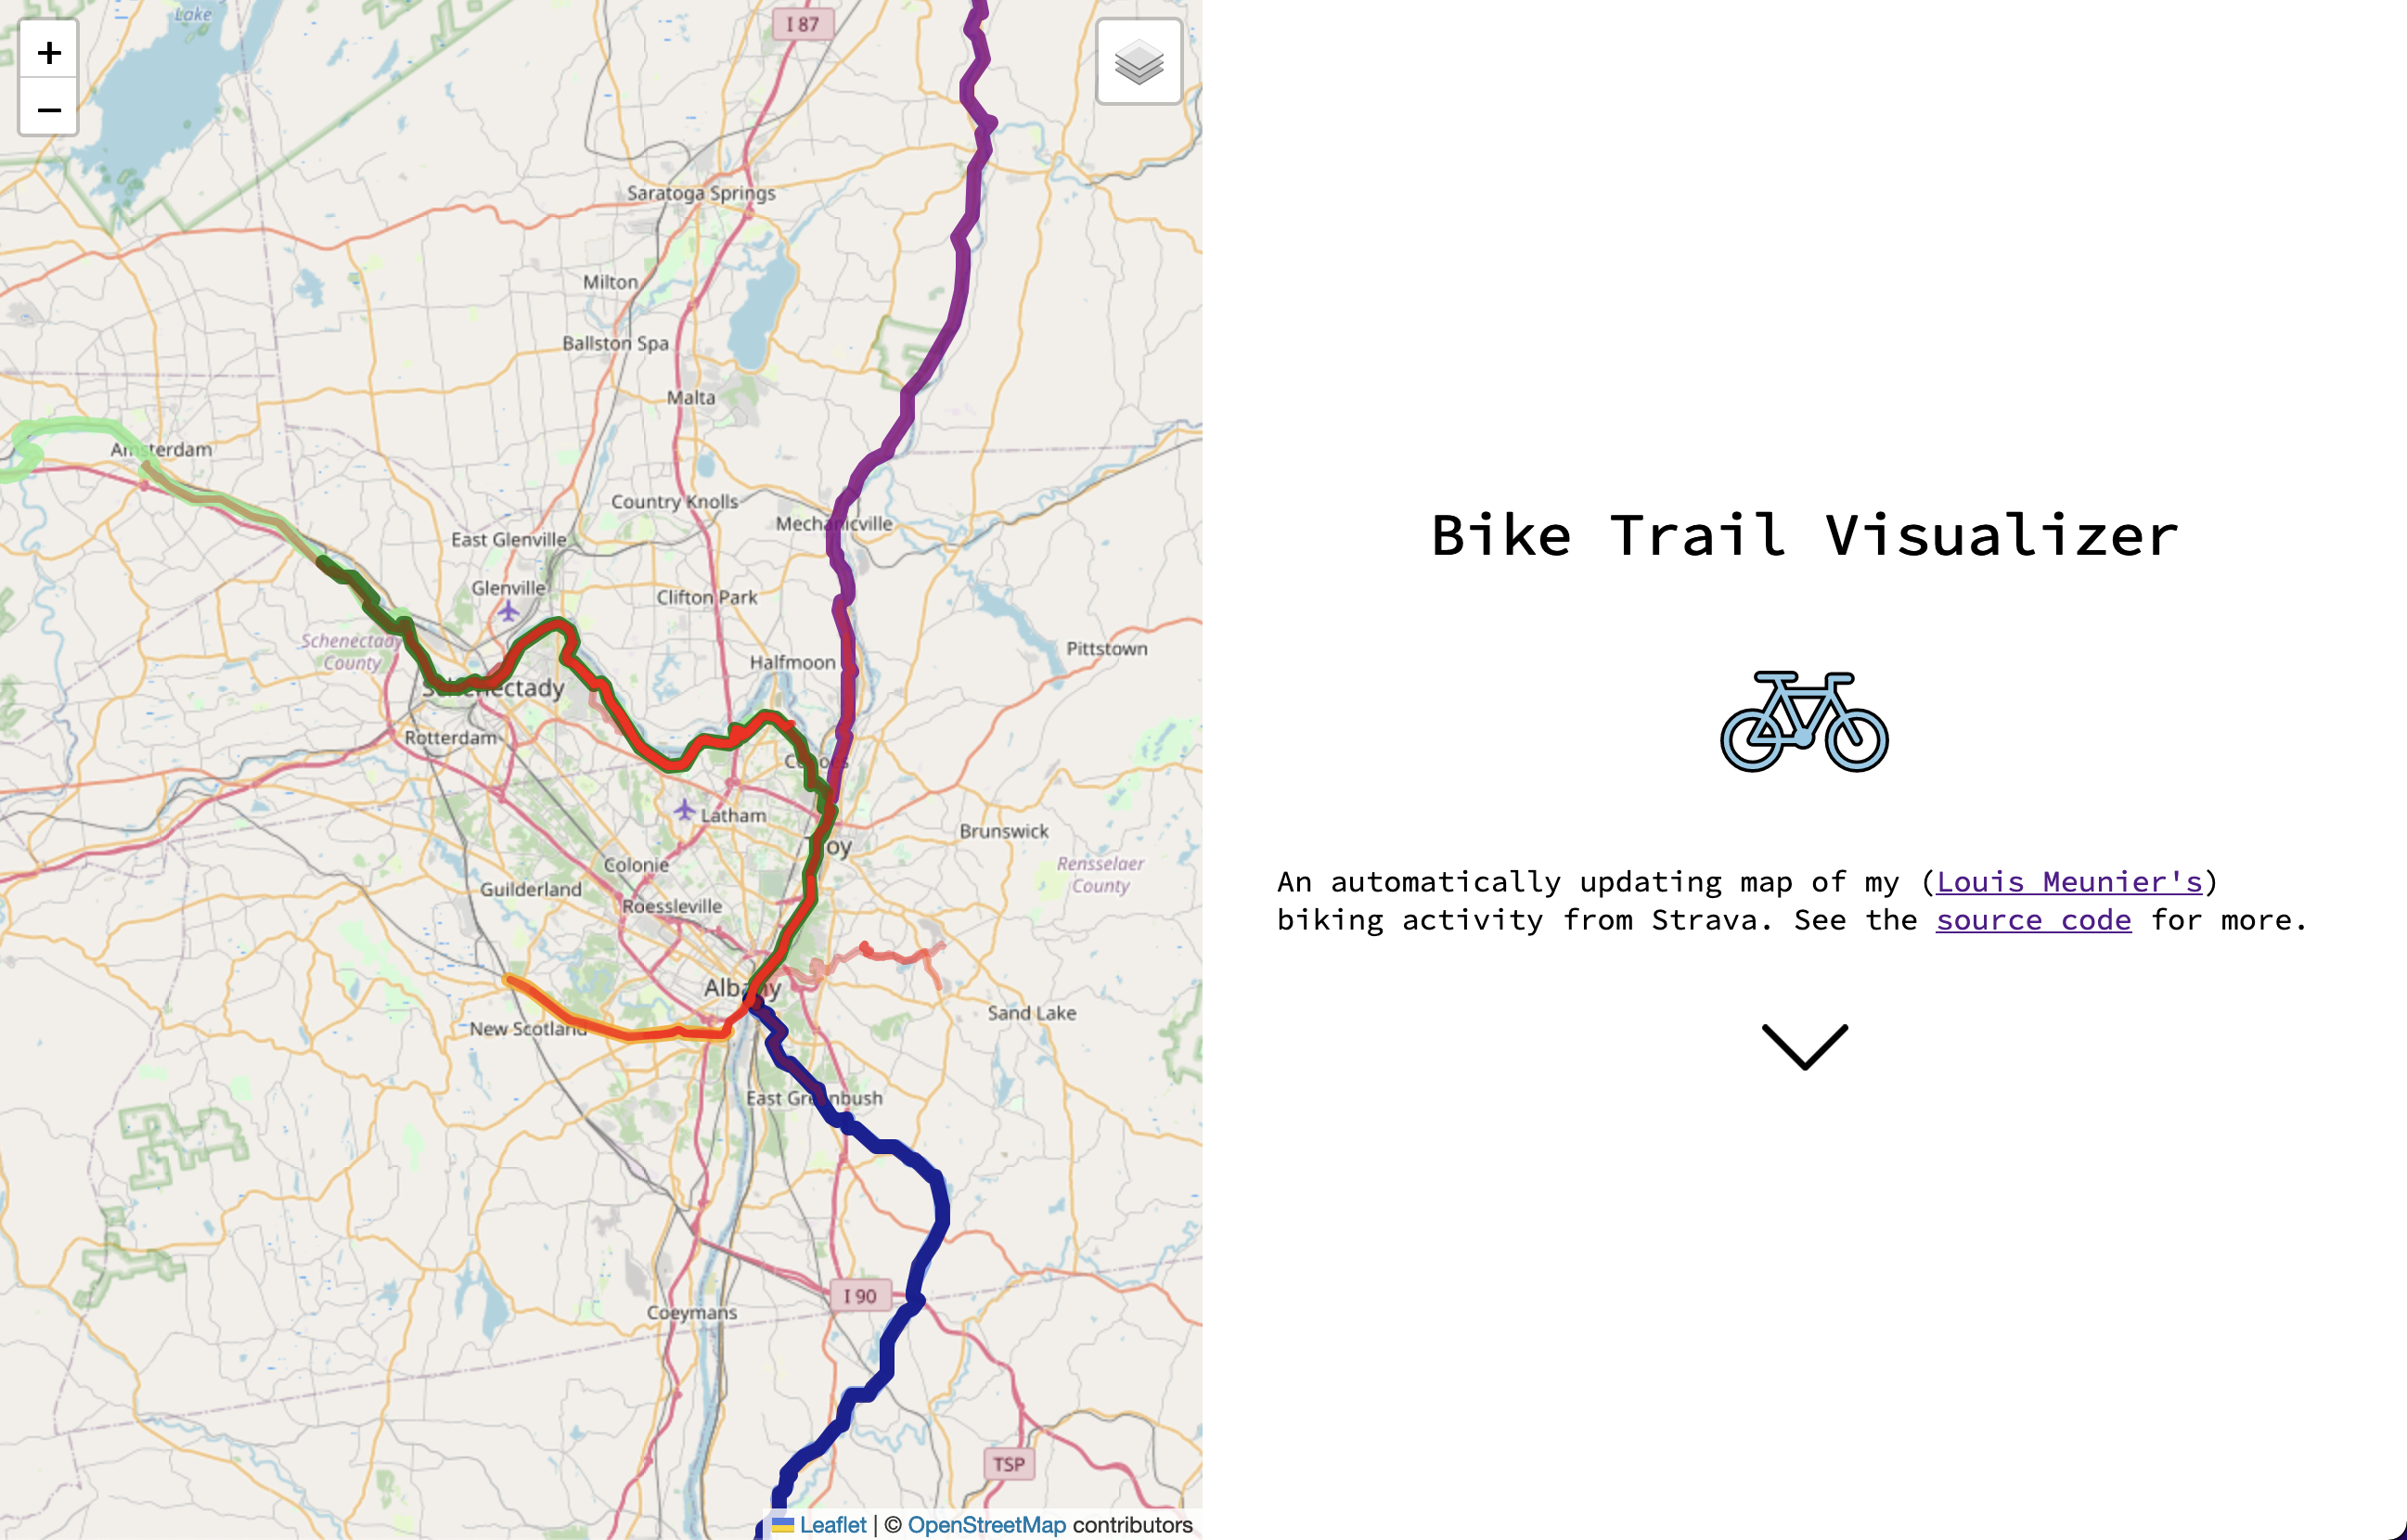 Lake
I 87
+
−
Saratoga Springs
Milton
Ballston Spa
Malta
Amsterdam
Country Knolls
Mechanicville
East Glenville
Glenville
Clifton Park
Schenectady
County
Pittstown
Halfmoon
Schenectady
Rotterdam
Cohoes
Latham
Brunswick
Troy
Colonie
Rensselaer
County
Guilderland
Roessleville
Albany
Sand Lake
New Scotland
East Greenbush
I 90
Coeymans
TSP
Leaflet | © OpenStreetMap contributors
Bike Trail Visualizer
An automatically updating map of my (Louis Meunier's)
biking activity from Strava. See the source code for more.